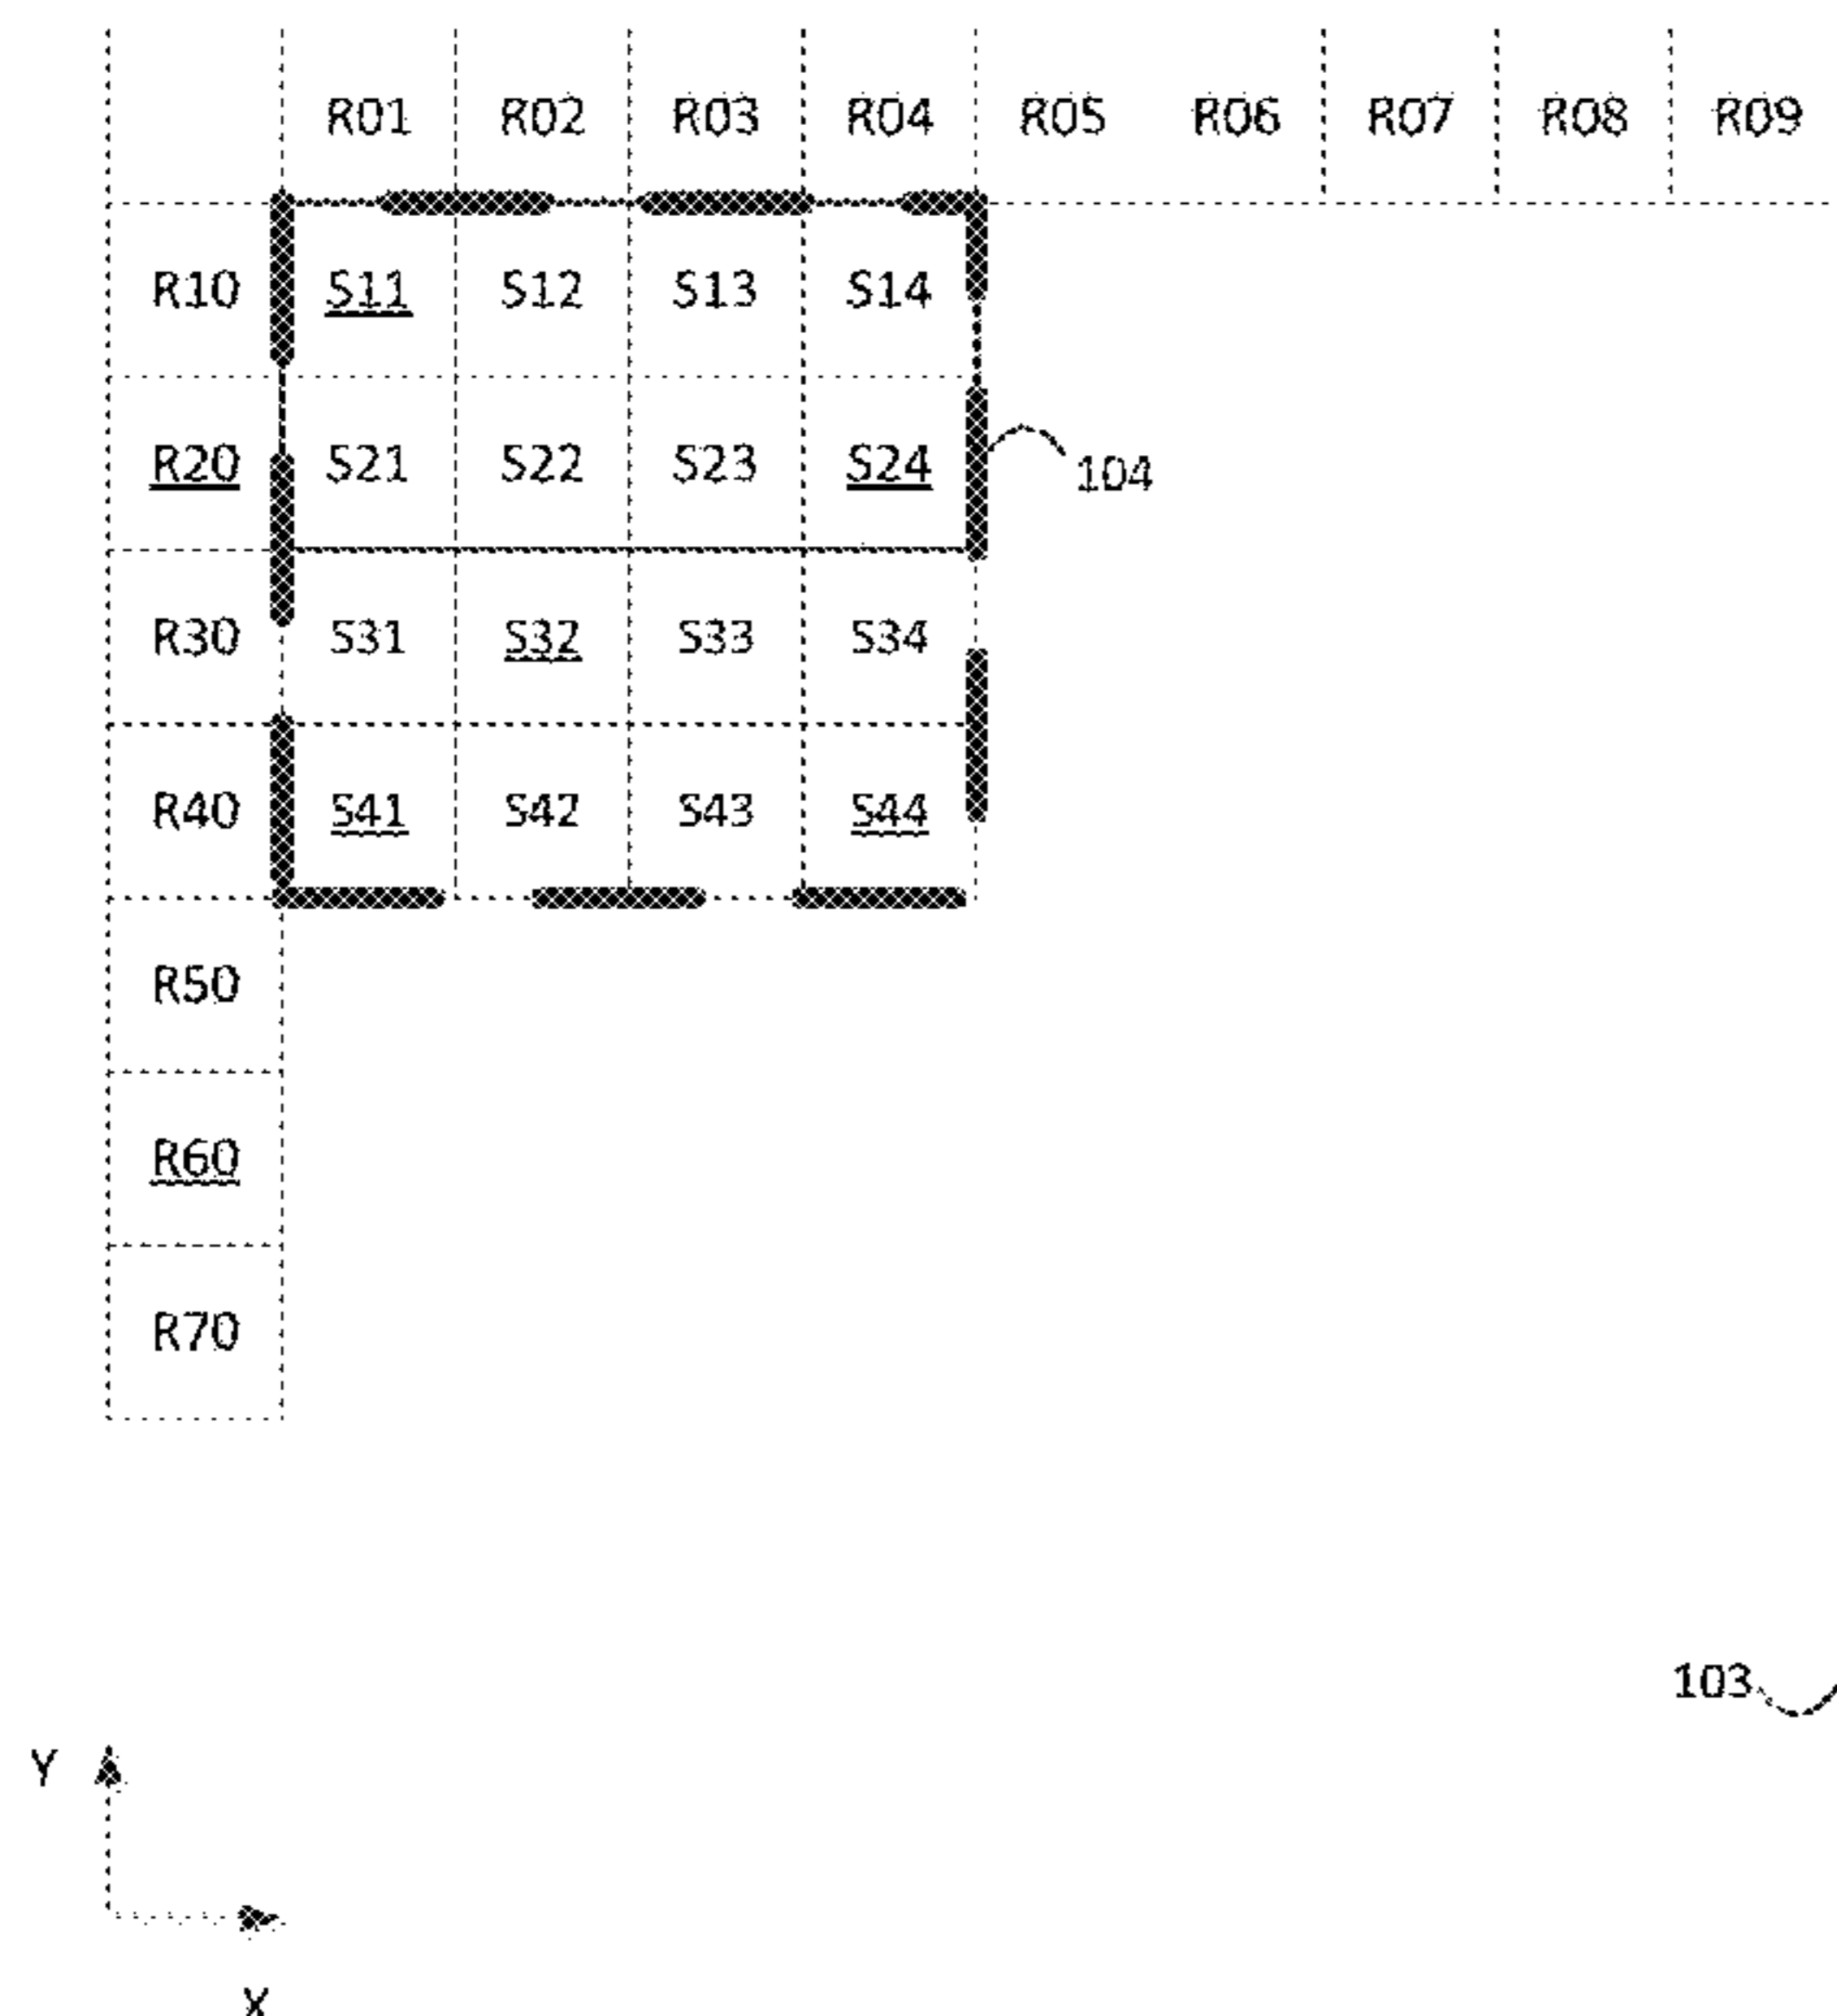 R01 R02 R03 R04 R05 R06 R07 R08 R09
R10 S11 S12 S13 S14
R20 S21 S22 S23 S24
104
R30 S31 S32 S33 S34
R40 S41 S42 S43 S44
R50
R60
R70
103
Y
X